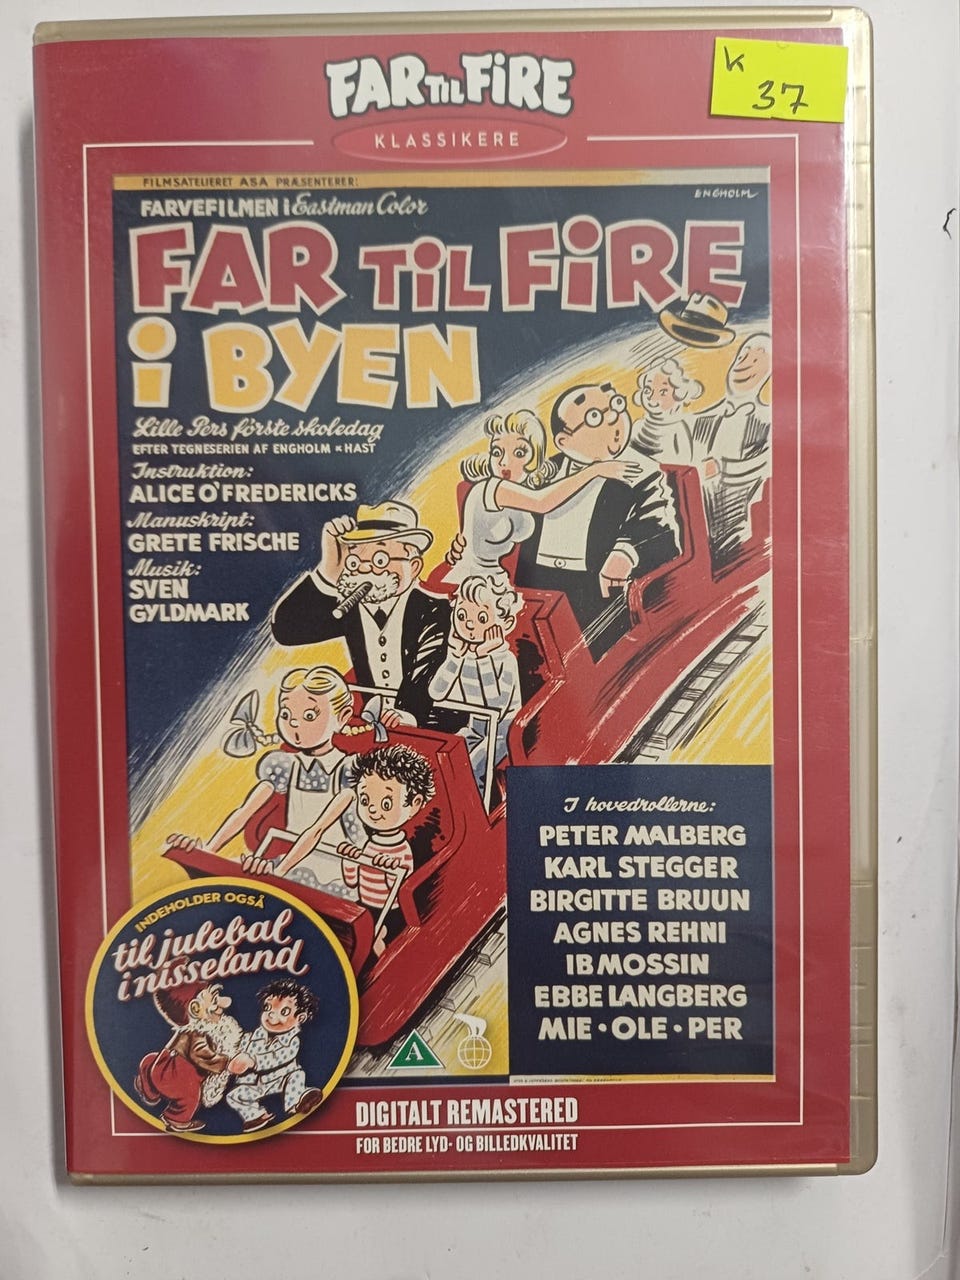 FAR TIL FIRE
KLASSIKERE
K
37
FILMSATELIERET ASA PRÆSENTERER:
ENGHOLM
FARVEFILMEN i Eastman Color
FAR TIL FIRE
i BYEN
Lille Pers første skoledag
EFTER TEGNESERIEN AF ENGHOLM & HAST
Instruktion:
ALICE O'FREDERICKS
Manuskript:
GRETE FRISCHE
Musik:
SVEN
GYLDMARK
I hovedrollerne:
PETER MALBERG
KARL STEGGER
BIRGITTE BRUUN
AGNES REHNI
IB MOSSIN
EBBE LANGBERG
MIE • OLE • PER
INDEHOLDER OGSÅ
til julebal
i nisseland
A
DIGITALT REMASTERED
FOR BEDRE LYD- OG BILLEDKVALITET